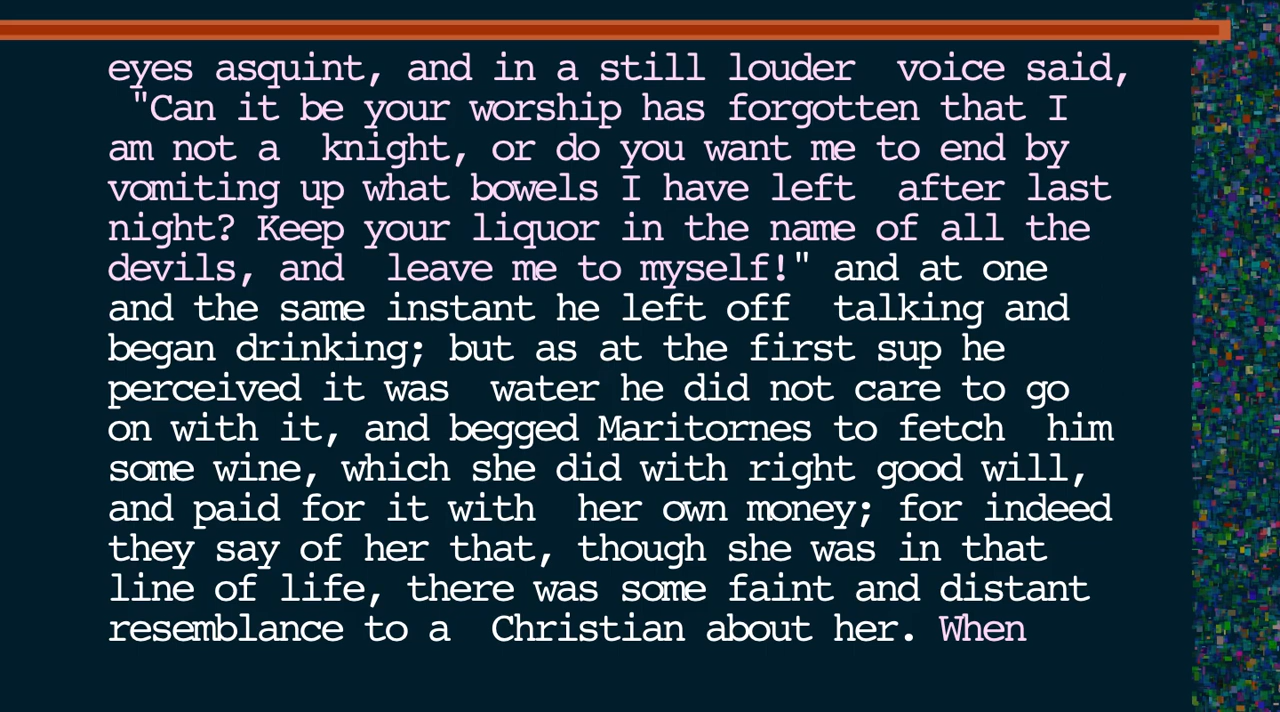 eyes asquint, and in a still louder  voice said,
 "Can it be your worship has forgotten that I
am not a  knight, or do you want me to end by
vomiting up what bowels I have left  after last
night? Keep your liquor in the name of all the
devils, and  leave me to myself!" and at one
and the same instant he left off  talking and
began drinking; but as at the first sup he
perceived it was  water he did not care to go
on with it, and begged Maritornes to fetch  him
some wine, which she did with right good will,
and paid for it with  her own money; for indeed
they say of her that, though she was in that
line of life, there was some faint and distant
resemblance to a  Christian about her. When